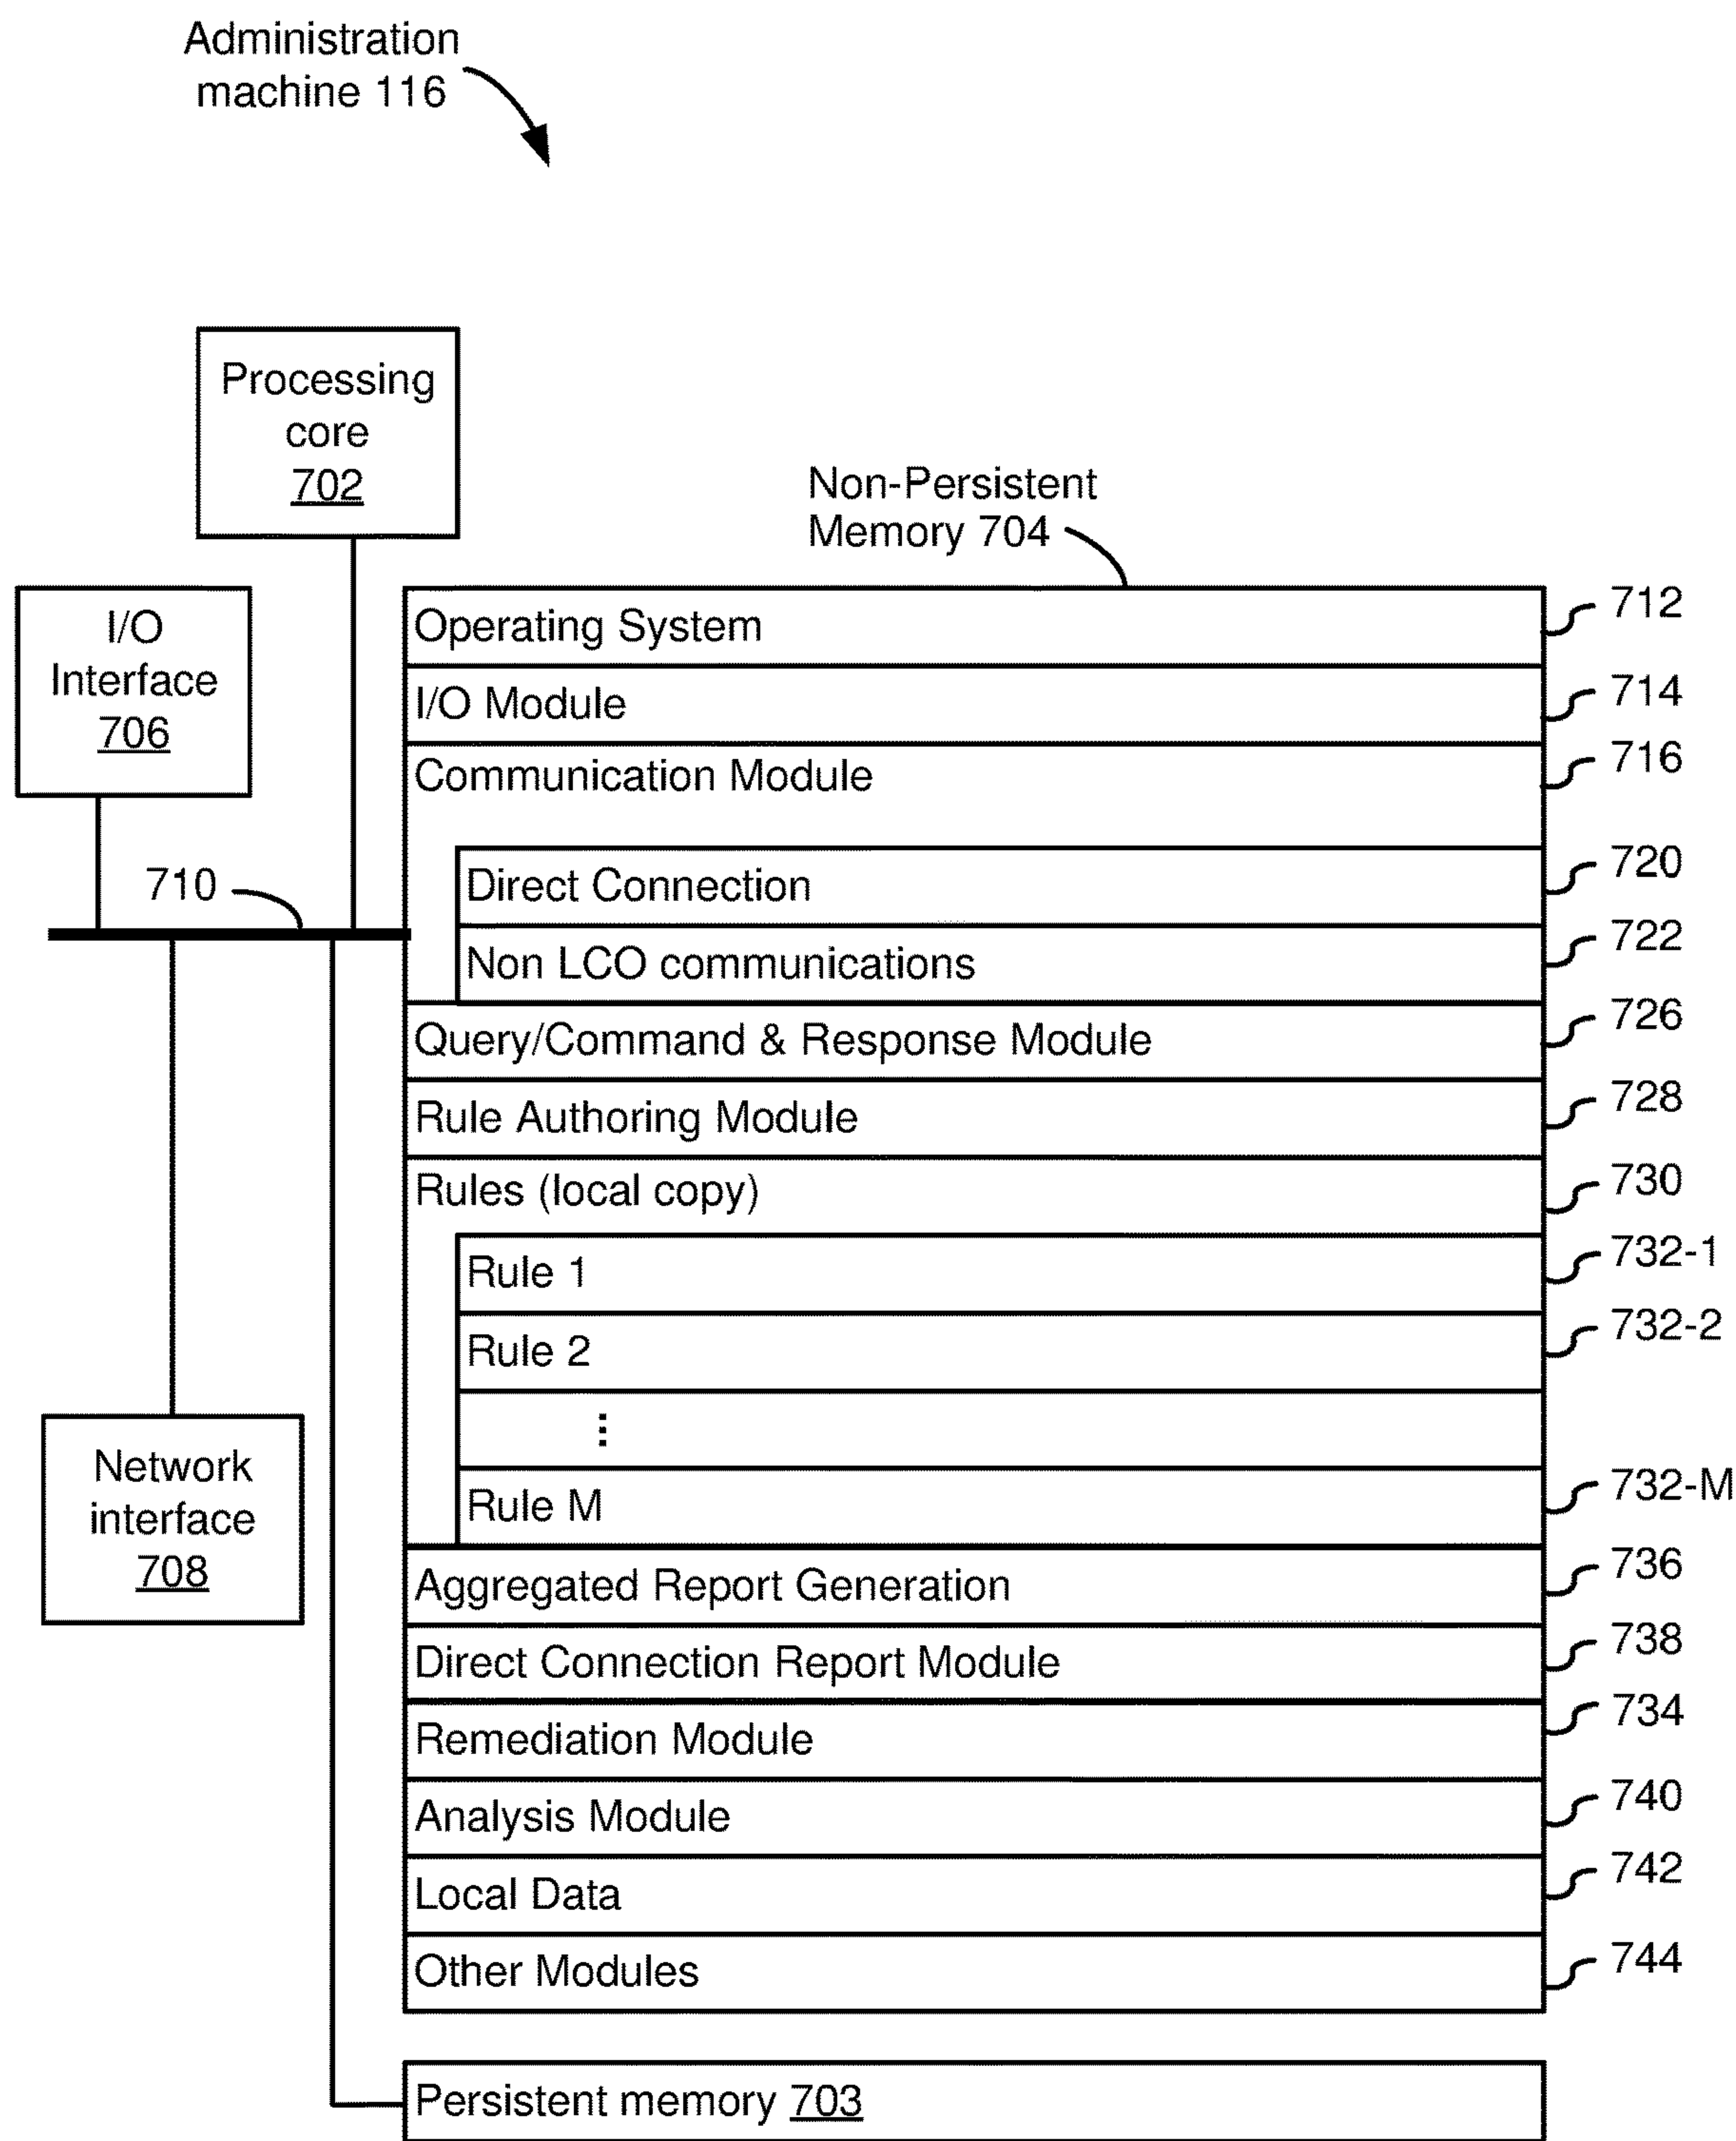 Administration
machine 116
Processing
core
702
Non-Persistent
Memory 704
I/O
Interface
706
710
Network
interface
708
Operating System
712
I/O Module
714
Communication Module
716
Direct Connection
720
Non LCO communications
722
Query/Command & Response Module
726
Rule Authoring Module
728
Rules (local copy)
730
Rule 1
732-1
Rule 2
732-2
⋮
Rule M
732-M
Aggregated Report Generation
736
Direct Connection Report Module
738
Remediation Module
734
Analysis Module
740
Local Data
742
Other Modules
744
Persistent memory 703